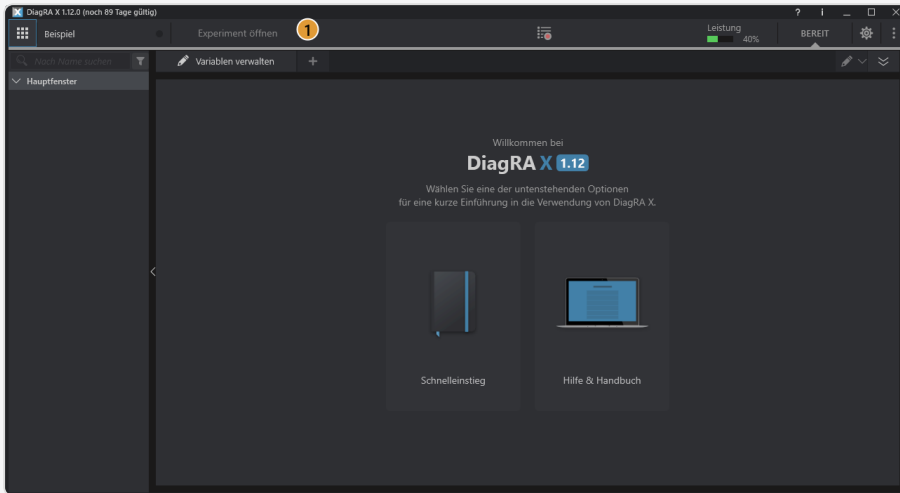 DiagRA X 1.12.0 (noch 89 Tage gültig)
? i
Beispiel
Experiment öffnen
1
Leistung
40%
BEREIT
Nach Name suchen
Variablen verwalten
+
Hauptfenster
Willkommen bei
DiagRA X 1.12
Wählen Sie eine der untenstehenden Optionen
für eine kurze Einführung in die Verwendung von DiagRA X.
Schnelleinstieg
Hilfe & Handbuch